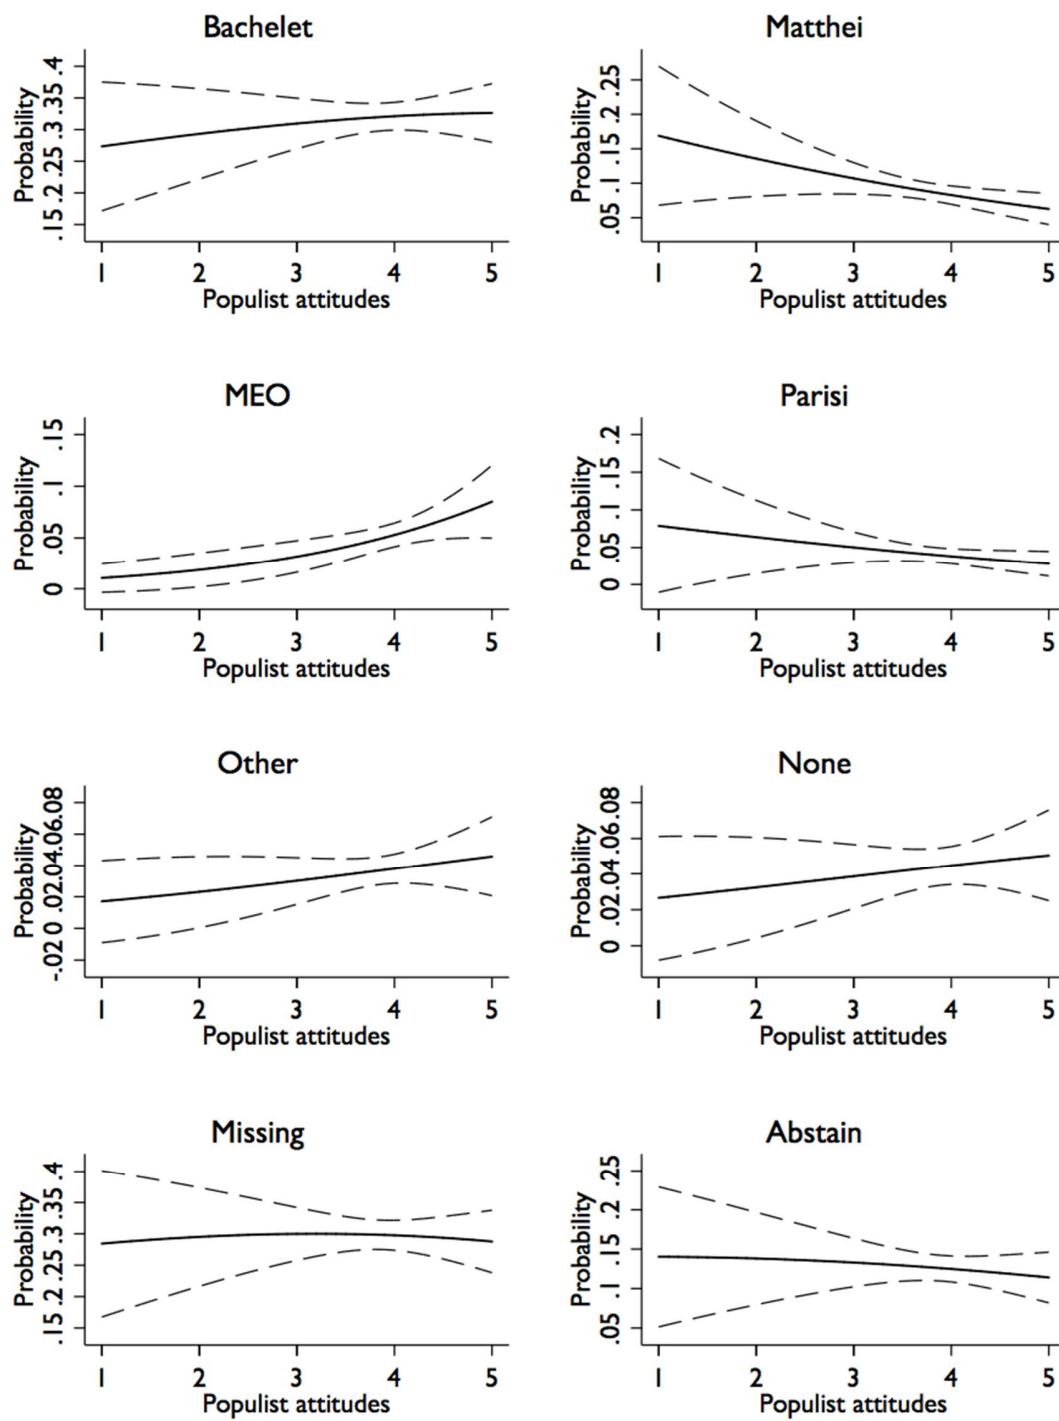 Bachelet
Probability
.4
.35
.3
.25
.2
.15
1 2 3 4 5
Populist attitudes
Matthei
Probability
.25
.2
.15
.1
.05
1 2 3 4 5
Populist attitudes
MEO
Probability
.15
.1
.05
0
1 2 3 4 5
Populist attitudes
Parisi
Probability
.2
.15
.1
.05
0
1 2 3 4 5
Populist attitudes
Other
Probability
.08
.06
.04
.02
0
-.02
1 2 3 4 5
Populist attitudes
None
Probability
.08
.06
.04
.02
0
1 2 3 4 5
Populist attitudes
Missing
Probability
.4
.35
.3
.25
.2
.15
1 2 3 4 5
Populist attitudes
Abstain
Probability
.25
.2
.15
.1
.05
1 2 3 4 5
Populist attitudes